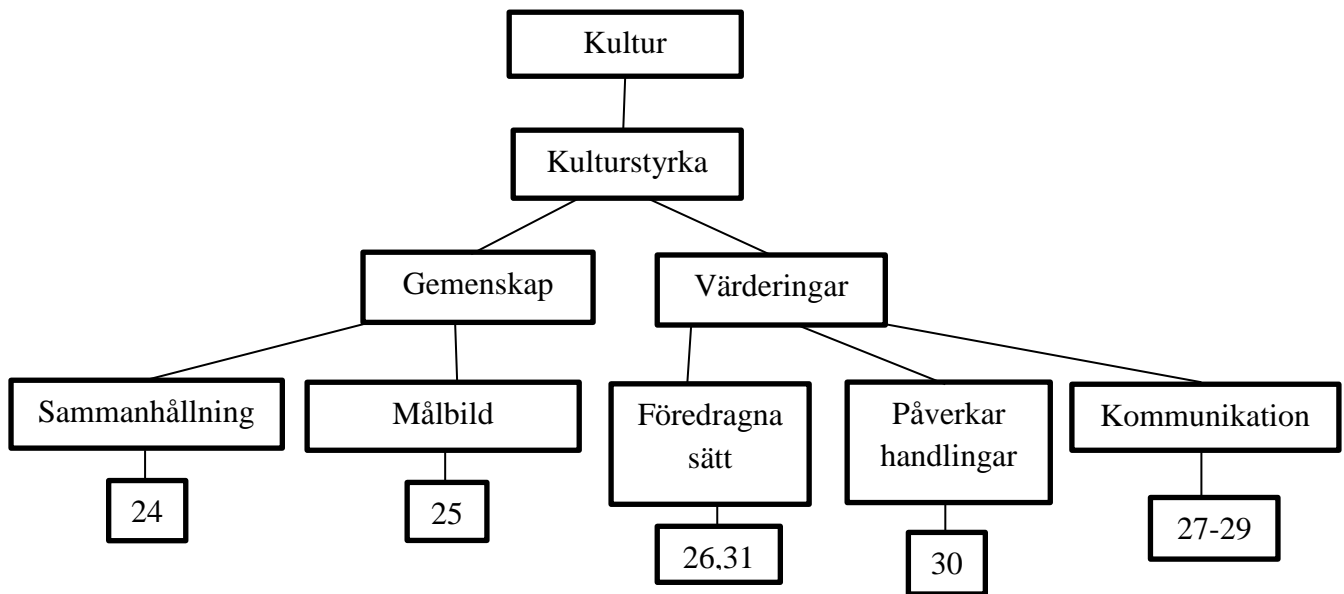 Kultur
Kulturstyrka
Gemenskap
Värderingar
Sammanhållning
Målbild
Föredragna
sätt
Påverkar
handlingar
Kommunikation
24
25
26,31
30
27-29